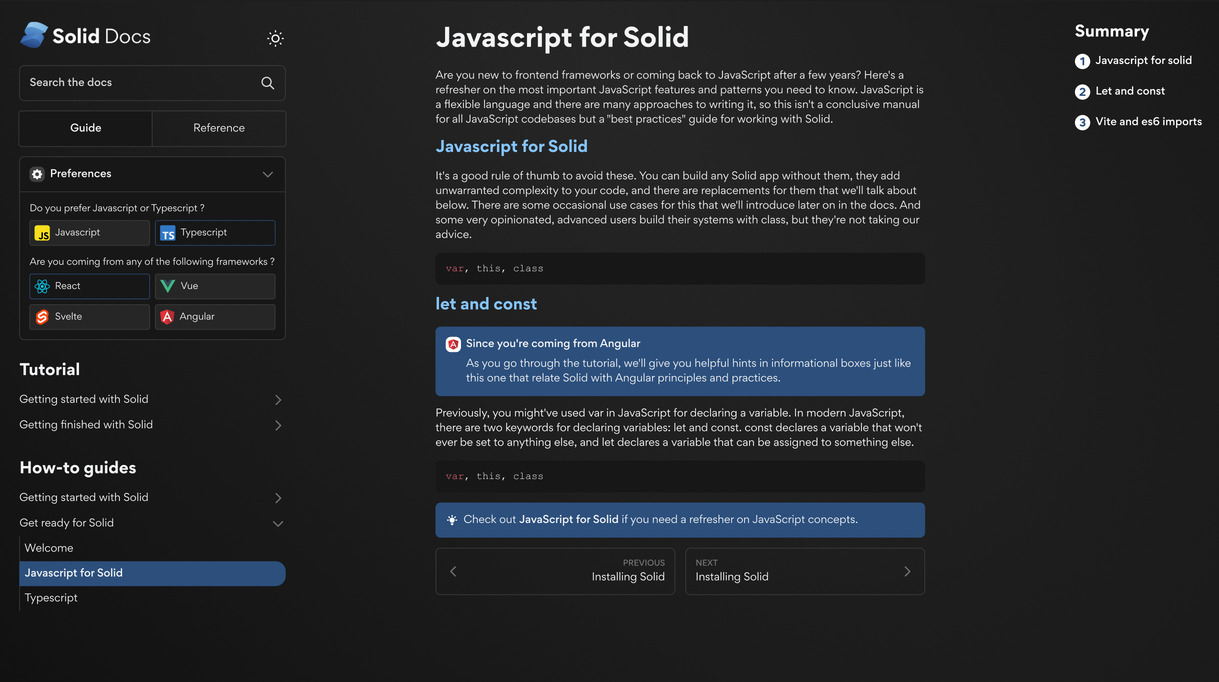 Solid Docs
Search the docs
Guide
Reference
Preferences
Do you prefer Javascript or Typescript ?
JS Javascript
TS Typescript
Are you coming from any of the following frameworks ?
React
Vue
Svelte
Angular
Tutorial
Getting started with Solid
Getting finished with Solid
How-to guides
Getting started with Solid
Get ready for Solid
Welcome
Javascript for Solid
Typescript
Javascript for Solid
Are you new to frontend frameworks or coming back to JavaScript after a few years? Here's a
refresher on the most important JavaScript features and patterns you need to know. JavaScript is
a flexible language and there are many approaches to writing it, so this isn't a conclusive manual
for all JavaScript codebases but a "best practices" guide for working with Solid.
Javascript for Solid
It's a good rule of thumb to avoid these. You can build any Solid app without them, they add
unwarranted complexity to your code, and there are replacements for them that we'll talk about
below. There are some occasional use cases for this that we'll introduce later on in the docs. And
some very opinionated, advanced users build their systems with class, but they're not taking our
advice.
var, this, class
let and const
Since you're coming from Angular
As you go through the tutorial, we'll give you helpful hints in informational boxes just like
this one that relate Solid with Angular principles and practices.
Previously, you might've used var in JavaScript for declaring a variable. In modern JavaScript,
there are two keywords for declaring variables: let and const. const declares a variable that won't
ever be set to anything else, and let declares a variable that can be assigned to something else.
var, this, class
Check out JavaScript for Solid if you need a refresher on JavaScript concepts.
PREVIOUS
Installing Solid
NEXT
Installing Solid
Summary
1 Javascript for solid
2 Let and const
3 Vite and es6 imports